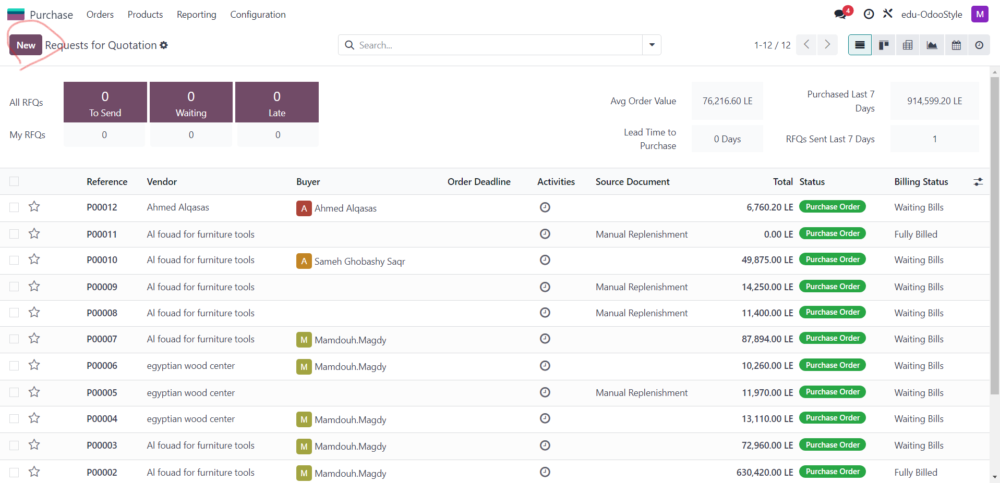 Purchase Orders Products Reporting Configuration 4 edu-OdooStyle M
New Requests for Quotation Search... 1-12 / 12
All RFQs 0 To Send 0 Waiting 0 Late
My RFQs 0 0 0
Avg Order Value 76,216.60 LE Purchased Last 7 Days 914,599.20 LE
Lead Time to Purchase 0 Days RFQs Sent Last 7 Days 1
Reference Vendor Buyer Order Deadline Activities Source Document Total Status Billing Status
P00012 Ahmed Alqasas A Ahmed Alqasas 6,760.20 LE Purchase Order Waiting Bills
P00011 Al fouad for furniture tools Manual Replenishment 0.00 LE Purchase Order Fully Billed
P00010 Al fouad for furniture tools A Sameh Ghobashy Saqr 49,875.00 LE Purchase Order Waiting Bills
P00009 Al fouad for furniture tools Manual Replenishment 14,250.00 LE Purchase Order Waiting Bills
P00008 Al fouad for furniture tools Manual Replenishment 11,400.00 LE Purchase Order Waiting Bills
P00007 Al fouad for furniture tools M Mamdouh.Magdy 87,894.00 LE Purchase Order Waiting Bills
P00006 egyptian wood center M Mamdouh.Magdy 10,260.00 LE Purchase Order Waiting Bills
P00005 egyptian wood center Manual Replenishment 11,970.00 LE Purchase Order Waiting Bills
P00004 egyptian wood center M Mamdouh.Magdy 13,110.00 LE Purchase Order Waiting Bills
P00003 Al fouad for furniture tools M Mamdouh.Magdy 72,960.00 LE Purchase Order Waiting Bills
P00002 Al fouad for furniture tools M Mamdouh.Magdy 630,420.00 LE Purchase Order Fully Billed